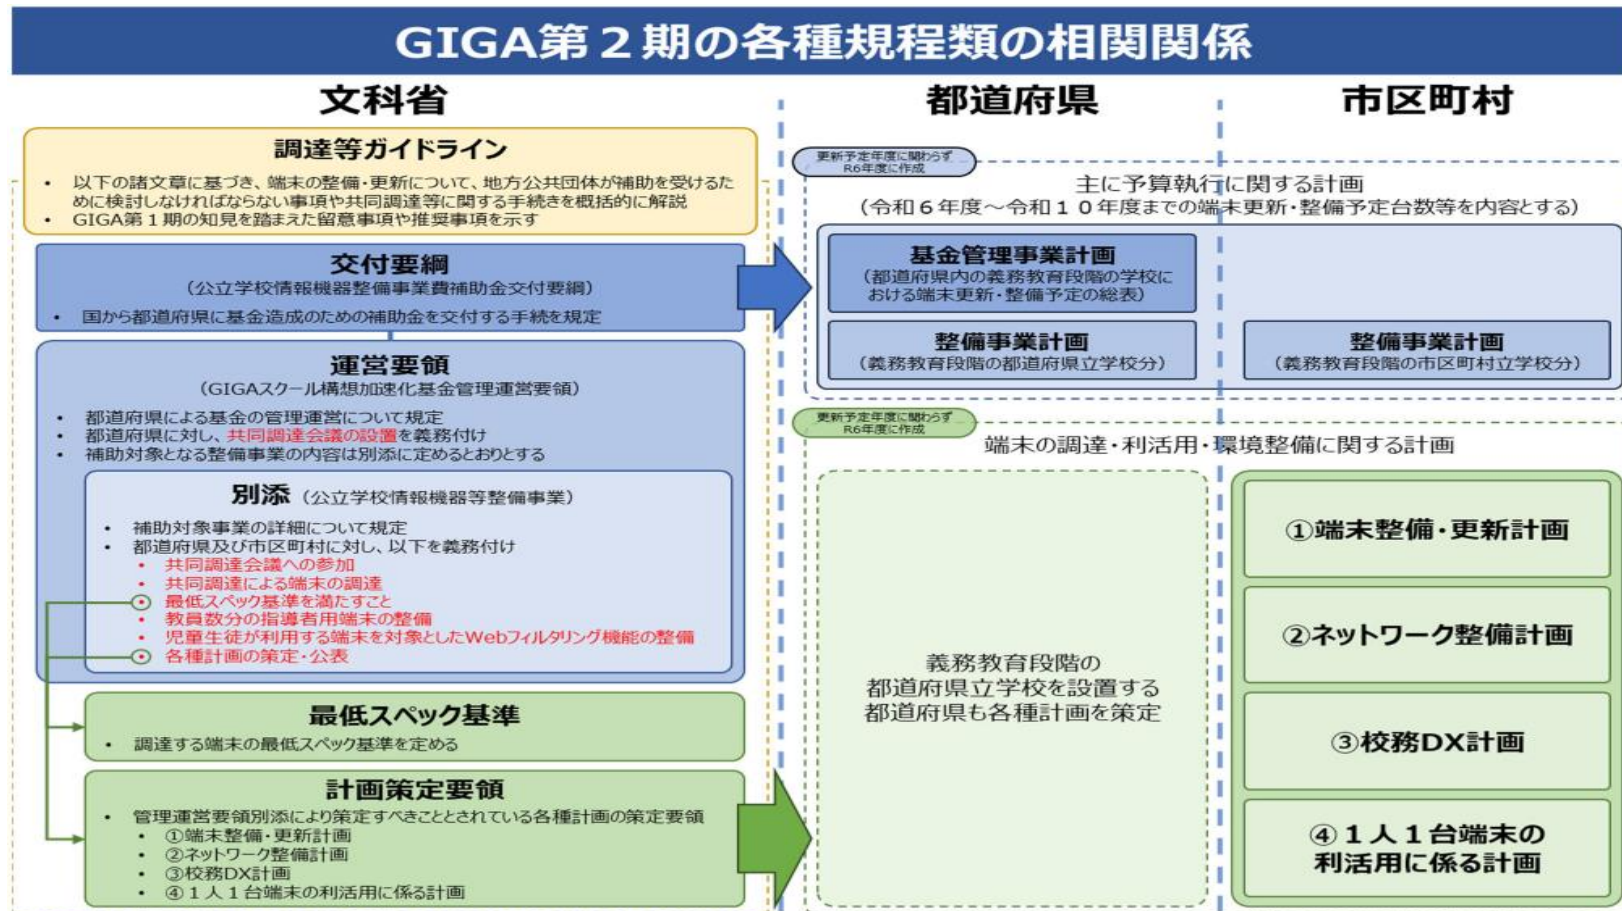 GIGA第２期の各種規程類の相関関係
文科省
調達等ガイドライン
• 以下の諸文章に基づき、端末の整備・更新について、地方公共団体が補助を受けるた
めに検討しなければならない事項や共同調達等に関する手続きを概括的に解説
• GIGA第１期の知見を踏まえた留意事項や推奨事項を示す
交付要綱
（公立学校情報機器整備事業費補助金交付要綱）
• 国から都道府県に基金造成のための補助金を交付する手続を規定
運営要領
（GIGAスクール構想加速化基金管理運営要領）
• 都道府県による基金の管理運営について規定
• 都道府県に対し、共同調達会議の設置を義務付け
• 補助対象となる整備事業の内容は別添に定めるとおりとする
別添（公立学校情報機器等整備事業）
• 補助対象事業の詳細について規定
• 都道府県及び市区町村に対し、以下を義務付け
• 共同調達会議への参加
• 共同調達による端末の調達
• 最低スペック基準を満たすこと
• 教員数分の指導者用端末の整備
• 児童生徒が利用する端末を対象としたWebフィルタリング機能の整備
• 各種計画の策定・公表
最低スペック基準
• 調達する端末の最低スペック基準を定める
計画策定要領
• 管理運営要領別添により策定すべきこととされている各種計画の策定要領
• ①端末整備・更新計画
• ②ネットワーク整備計画
• ③校務DX計画
• ④１人１台端末の利活用に係る計画
都道府県
市区町村
更新予定年度に関わらず
R6年度に作成
主に予算執行に関する計画
（令和６年度～令和１０年度までの端末更新・整備予定台数等を内容とする）
基金管理事業計画
（都道府県内の義務教育段階の学校に
おける端末更新・整備予定の総表）
整備事業計画
（義務教育段階の都道府県立学校分）
整備事業計画
（義務教育段階の市区町村立学校分）
更新予定年度に関わらず
R6年度に作成
端末の調達・利活用・環境整備に関する計画
義務教育段階の
都道府県立学校を設置する
都道府県も各種計画を策定
①端末整備・更新計画
②ネットワーク整備計画
③校務DX計画
④１人１台端末の
利活用に係る計画